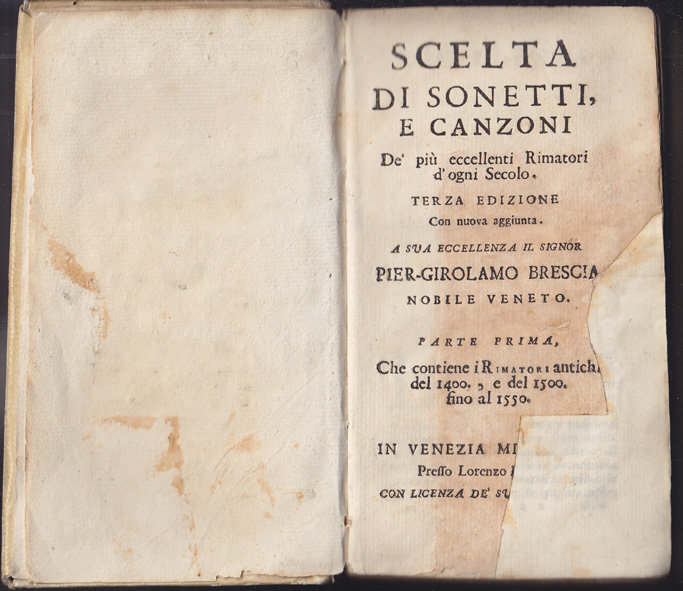 SCELTA
DI SONETTI,
E CANZONI
De' più eccellenti Rimatori
d'ogni Secolo.
TERZA EDIZIONE
Con nuova aggiunta.
A SUA ECCELLENZA IL SIGNOR
PIER-GIROLAMO BRESCIA
NOBILE VENETO.
PARTE PRIMA,
Che contiene i RIMATORI antichi
del 1400., e del 1500.
fino al 1550.
IN VENEZIA
Presso Lorenzo
CON LICENZA DE'